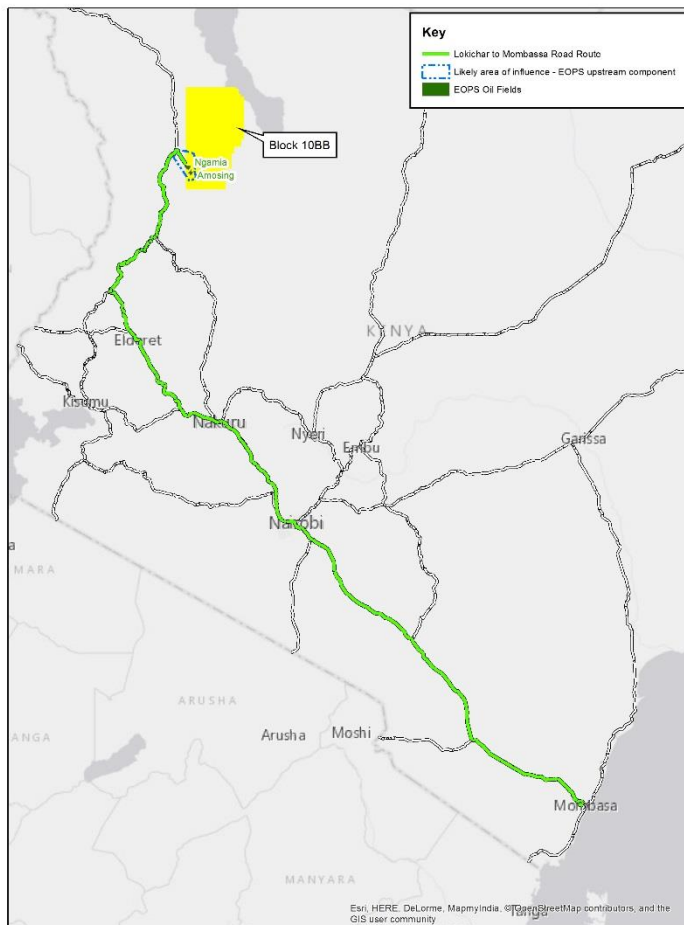 Key
Lokichar to Mombassa Road Route
Likely area of influence - EOPS upstream component
EOPS Oil Fields
Block 10BB
Ngamia
Amosing
KENYA
Eldoret
Kisumu
Nakuru
Nyeri
Embu
Garissa
Nairobi
a
MARA
ARUSHA
ANGA
Arusha
Moshi
Mombasa
MANYARA
Tanga
Esri, HERE, DeLorme, MapmyIndia, © OpenStreetMap contributors, and the
GIS user community